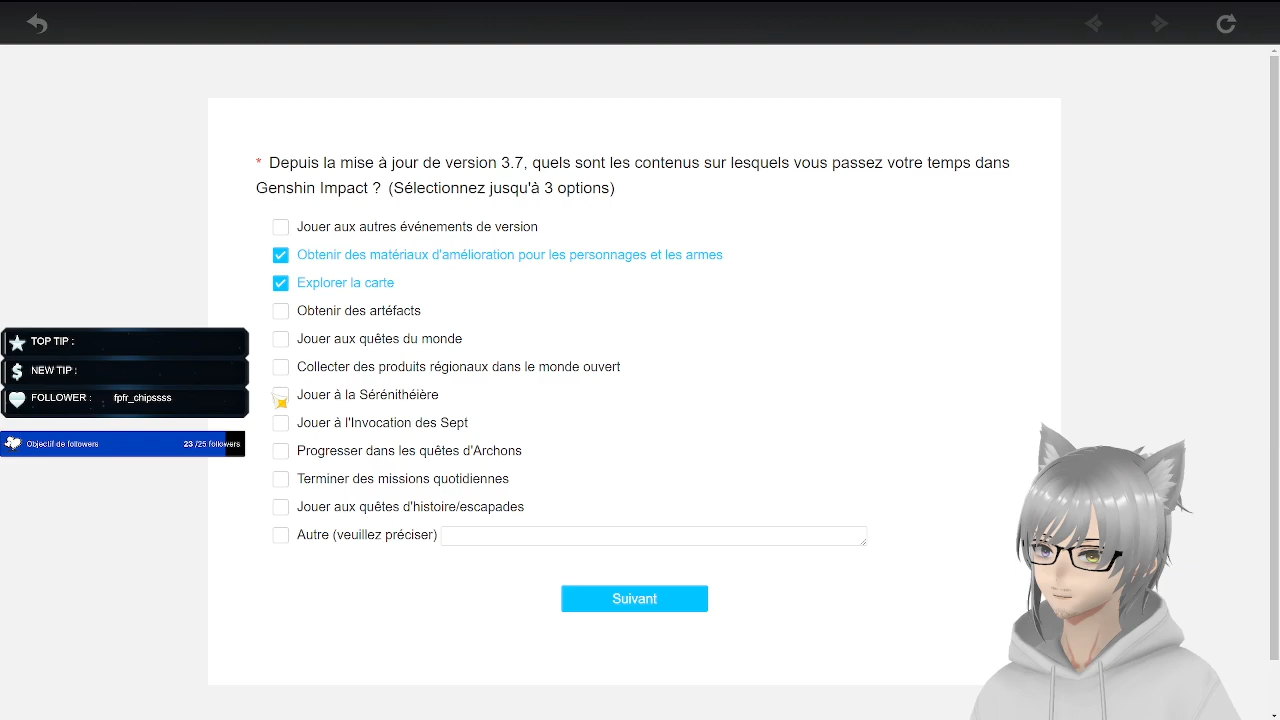 * Depuis la mise à jour de version 3.7, quels sont les contenus sur lesquels vous passez votre temps dans
Genshin Impact ? (Sélectionnez jusqu'à 3 options)
Jouer aux autres événements de version
Obtenir des matériaux d'amélioration pour les personnages et les armes
Explorer la carte
Obtenir des artéfacts
Jouer aux quêtes du monde
Collecter des produits régionaux dans le monde ouvert
Jouer à la Sérénithéière
Jouer à l'Invocation des Sept
Progresser dans les quêtes d'Archons
Terminer des missions quotidiennes
Jouer aux quêtes d'histoire/escapades
Autre (veuillez préciser)
Suivant
TOP TIP :
NEW TIP :
FOLLOWER : fpfr_chipssss
Objectif de followers 23 /25 followers